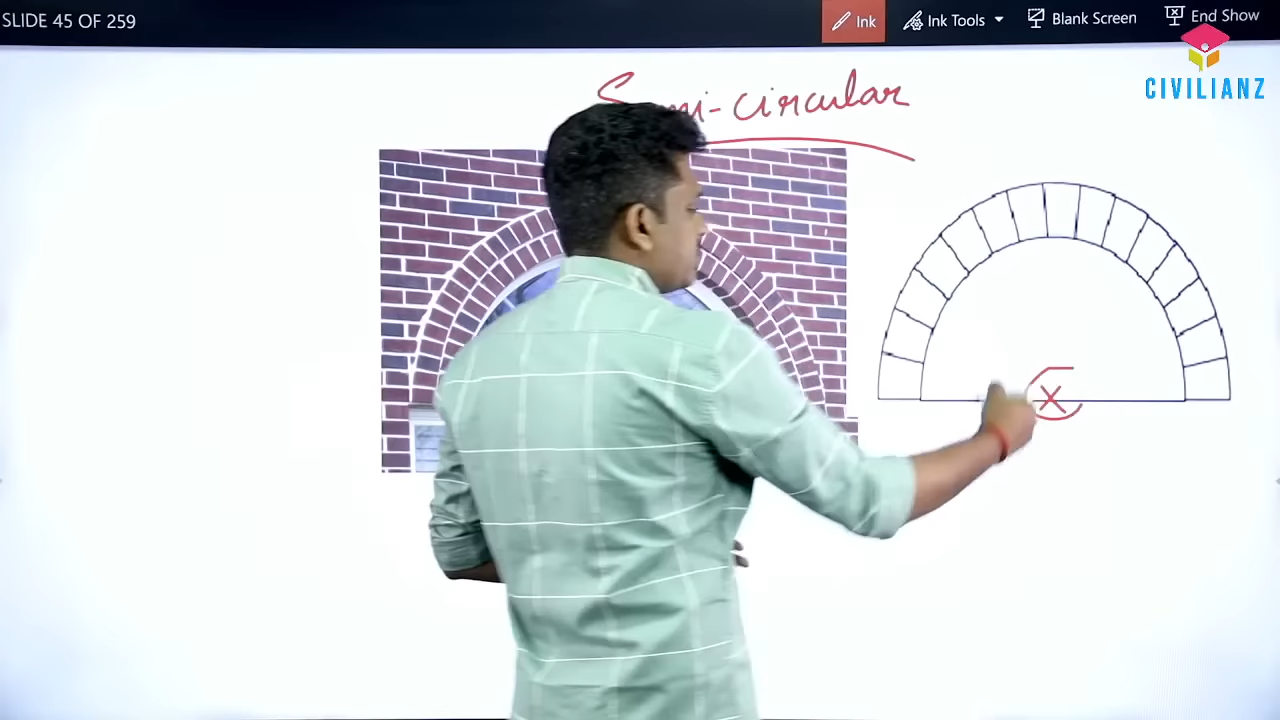 SLIDE 45 OF 259
Ink
Ink Tools
Blank Screen
End Show
CIVILIANZ
circular
X